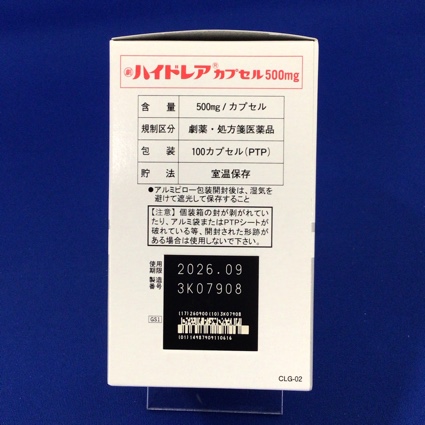 劇 ハイドレア® カプセル500mg
含量 500mg/カプセル
規制区分 劇薬・処方箋医薬品
包装 100カプセル(PTP)
貯法 室温保存
●アルミピロー包装開封後は、湿気を
避けて遮光して保存すること
【注意】個装箱の封が剥がれてい
たり、アルミ袋またはPTPシートが
破れている等、開封された形跡が
ある場合は使用しないで下さい。
使用期限 2026.09
製造番号 3K07908
(17)260900(10)3K07908
GS1
(01)14987909110616
CLG-02